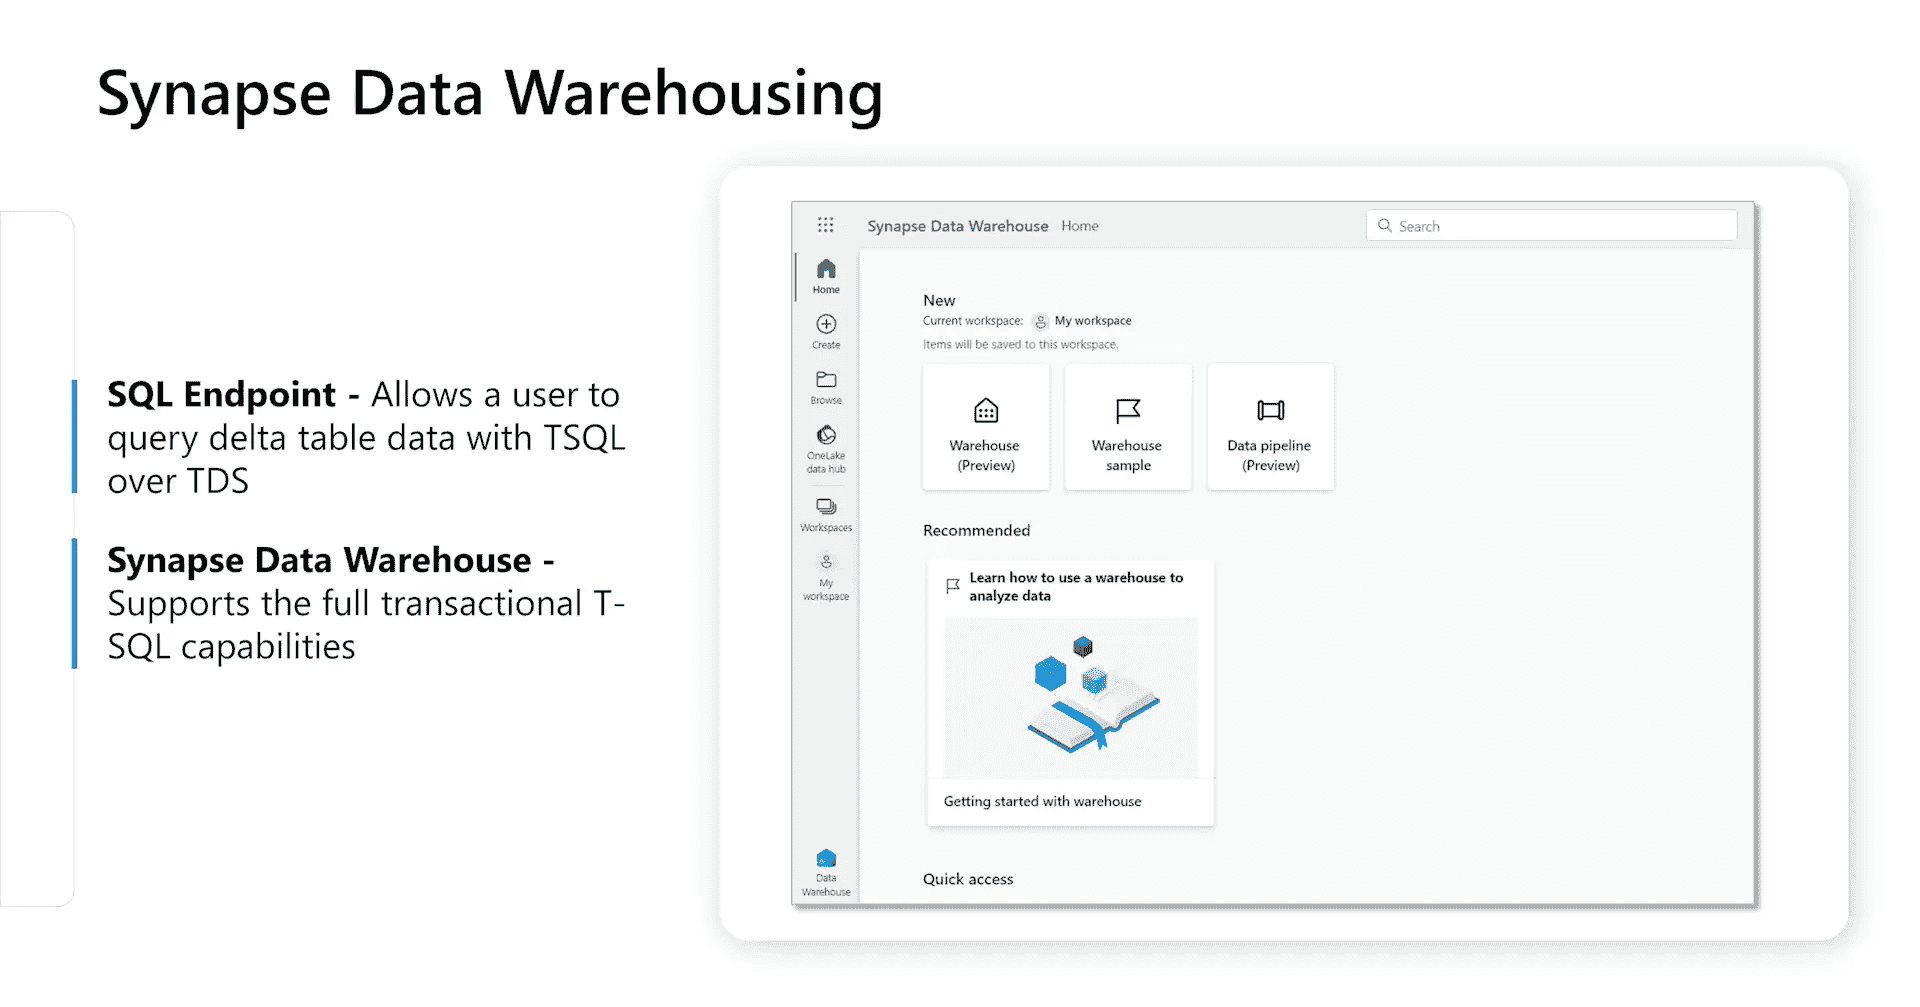 Synapse Data Warehousing
SQL Endpoint - Allows a user to
query delta table data with TSQL
over TDS
Synapse Data Warehouse -
Supports the full transactional T-
SQL capabilities
Synapse Data Warehouse Home
Search
Home
Create
Browse
OneLake
data hub
Workspaces
My
workspace
Data
Warehouse
New
Current workspace: My workspace
Items will be saved to this workspace.
Warehouse
(Preview)
Warehouse
sample
Data pipeline
(Preview)
Recommended
Learn how to use a warehouse to
analyze data
Getting started with warehouse
Quick access